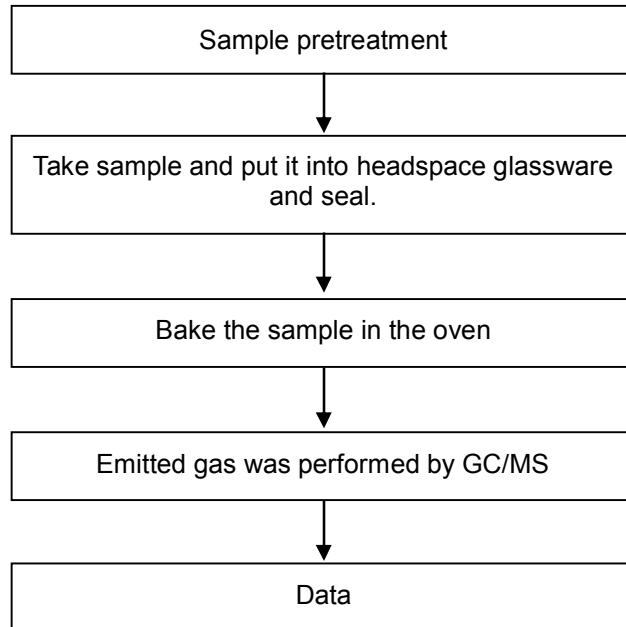 Sample pretreatment
Take sample and put it into headspace glassware
and seal.
Bake the sample in the oven
Emitted gas was performed by GC/MS
Data